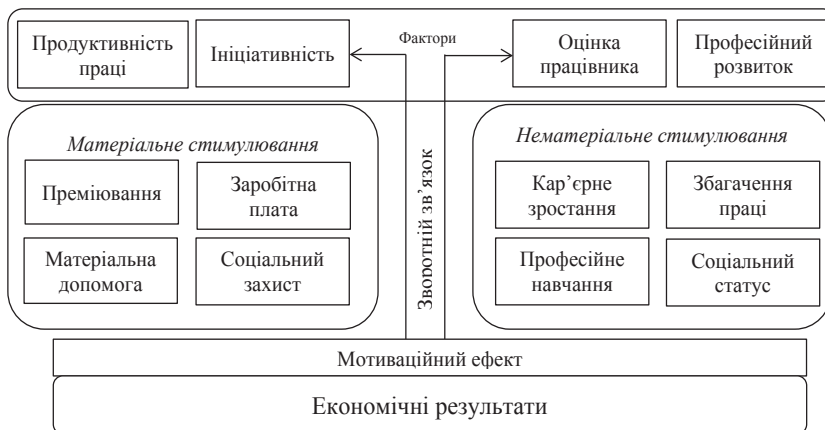 Продуктивність
праці
Ініціативність
Фактори
Оцінка
працівника
Професійний
розвиток
Матеріальне стимулювання
Преміювання
Заробітна
плата
Матеріальна
допомога
Соціальний
захист
Зворотній зв’язок
Нематеріальне стимулювання
Кар’єрне
зростання
Збагачення
праці
Професійне
навчання
Соціальний
статус
Мотиваційний ефект
Економічні результати